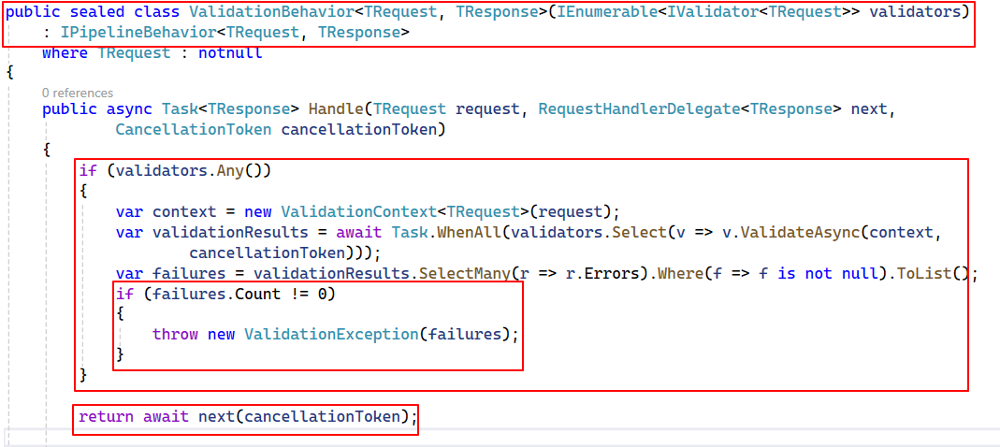 public sealed class ValidationBehavior<TRequest, TResponse>(IEnumerable<IValidator<TRequest>> validators)
: IPipelineBehavior<TRequest, TResponse>
where TRequest : notnull
{
0 references
public async Task<TResponse> Handle(TRequest request, RequestHandlerDelegate<TResponse> next,
CancellationToken cancellationToken)
{
if (validators.Any())
{
var context = new ValidationContext<TRequest>(request);
var validationResults = await Task.WhenAll(validators.Select(v => v.ValidateAsync(context,
cancellationToken)));
var failures = validationResults.SelectMany(r => r.Errors).Where(f => f is not null).ToList();
if (failures.Count != 0)
{
throw new ValidationException(failures);
}
}
return await next(cancellationToken);